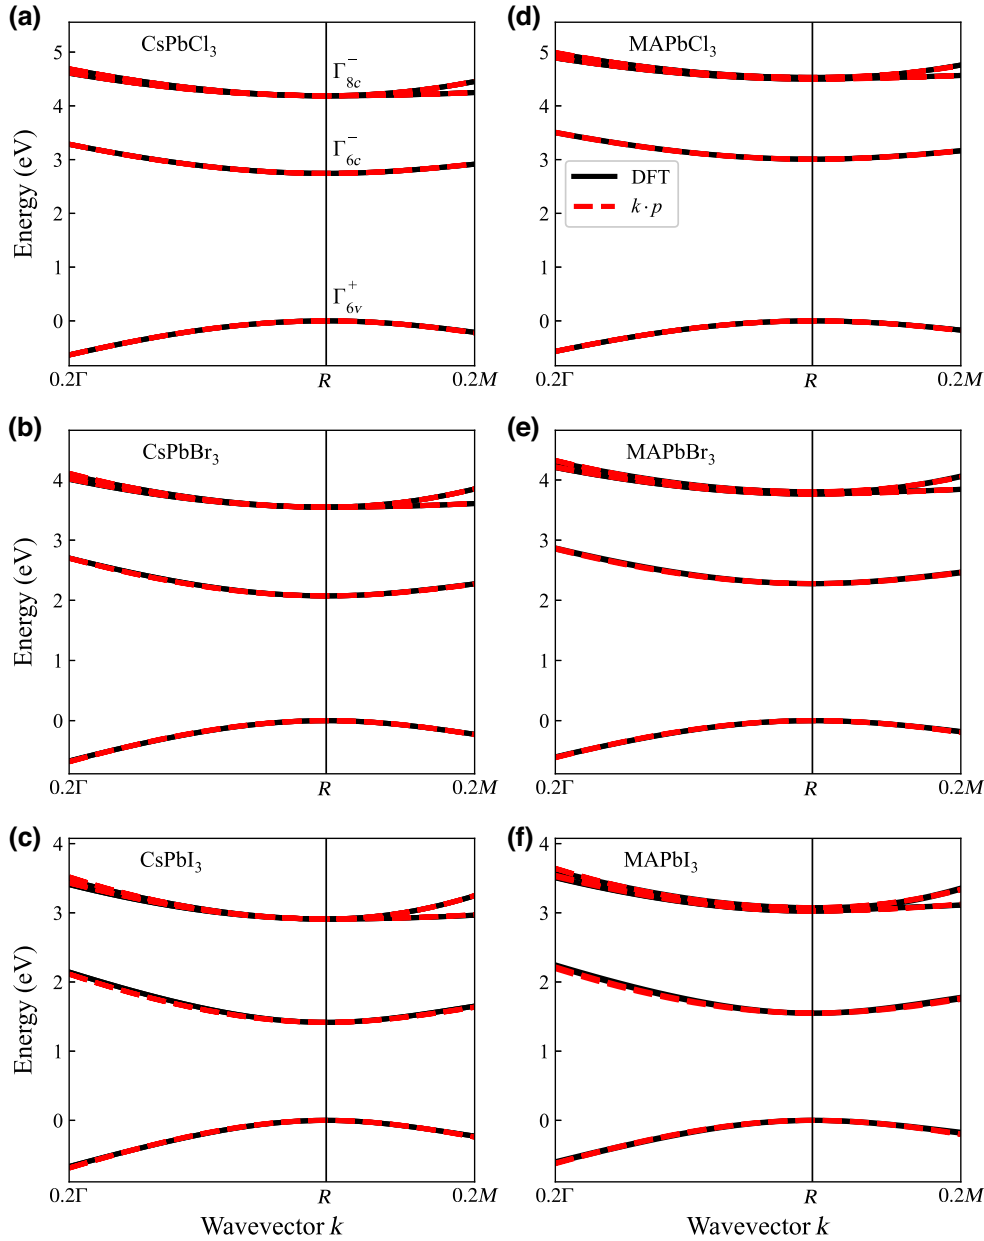 (a)
CsPbCl₃
Γ₈c⁻
Γ₆c⁻
Γ₆v⁺
Energy (eV)
5
4
3
2
1
0
0.2Γ
R
0.2M
(d)
MAPbCl₃
DFT
k · p
5
4
3
2
1
0
0.2Γ
R
0.2M
(b)
CsPbBr₃
Energy (eV)
4
3
2
1
0
0.2Γ
R
0.2M
(e)
MAPbBr₃
4
3
2
1
0
0.2Γ
R
0.2M
(c)
CsPbI₃
Energy (eV)
4
3
2
1
0
0.2Γ
R
0.2M
Wavevector k
(f)
MAPbI₃
4
3
2
1
0
0.2Γ
R
0.2M
Wavevector k